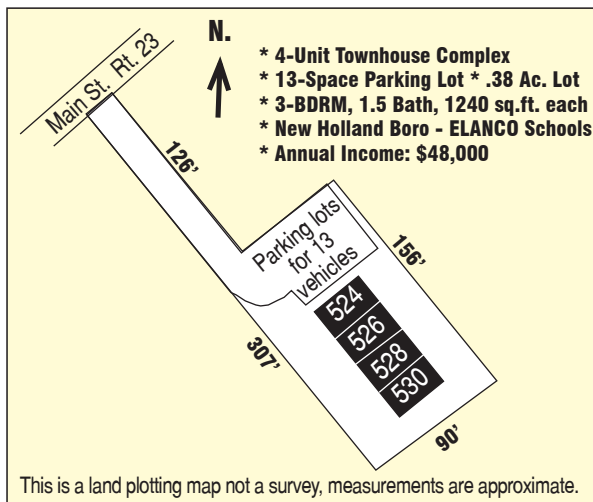 N.
* 4-Unit Townhouse Complex
* 13-Space Parking Lot * .38 Ac. Lot
* 3-BDRM, 1.5 Bath, 1240 sq.ft. each
* New Holland Boro - ELANCO Schools
* Annual Income: $48,000
Main St. Rt. 23
126’
Parking lots
for 13
vehicles
156’
524
526
528
530
307’
90’
This is a land plotting map not a survey, measurements are approximate.